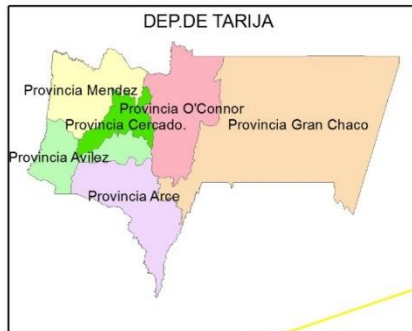 DEP.DE TARIJA
Provincia Mendez
Provincia O'Connor
Provincia Cercado.
Provincia Gran Chaco
Provincia Avilez
Provincia Arce